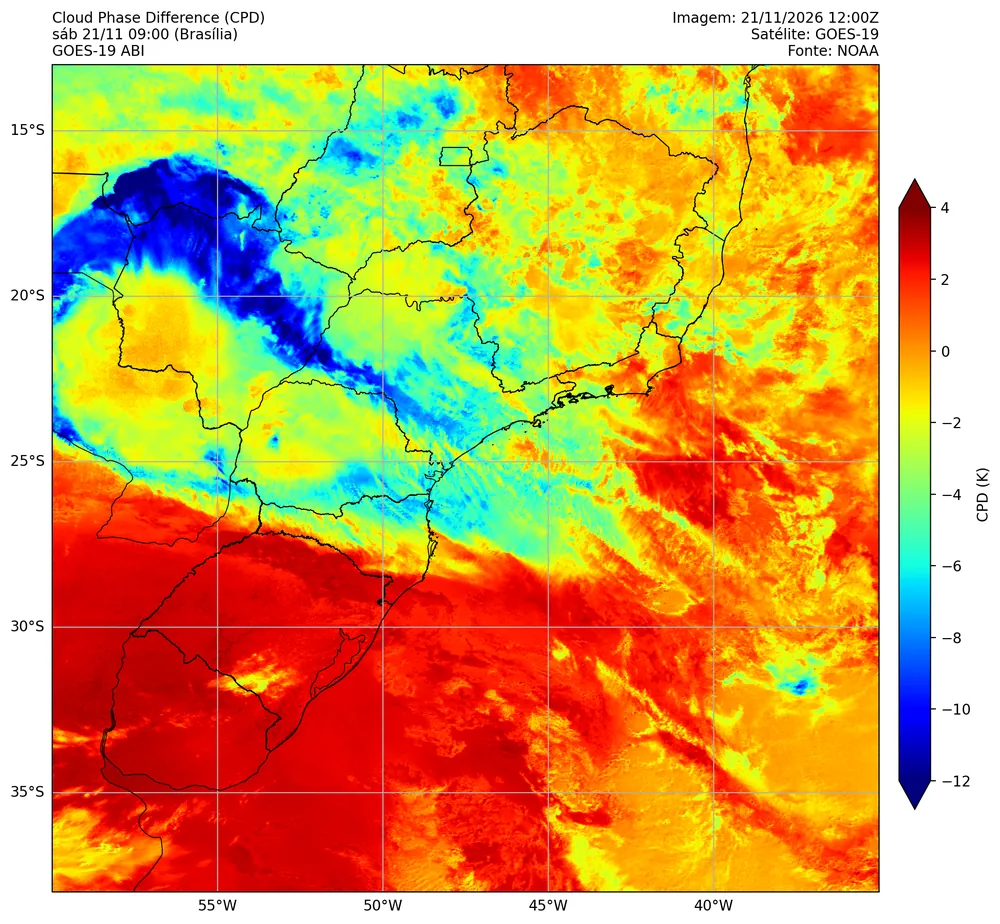 Cloud Phase Difference (CPD)
sáb 21/11 09:00 (Brasília)
GOES-19 ABI
Imagem: 21/11/2026 12:00Z
Satélite: GOES-19
Fonte: NOAA
15°S
20°S
25°S
30°S
35°S
55°W
50°W
45°W
40°W
4
2
0
−2
−4
−6
−8
−10
−12
CPD (K)